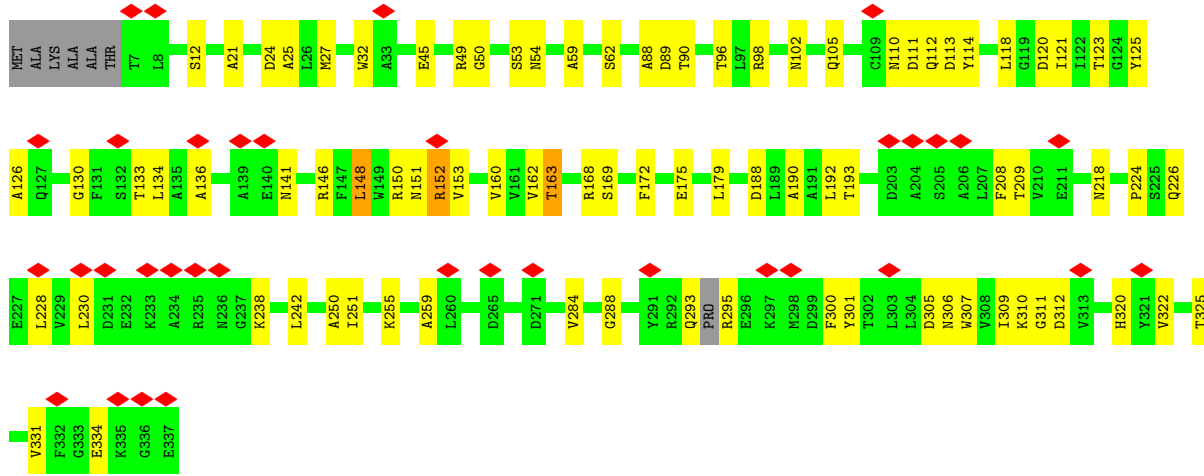 MET ALA LYS ALA ALA THR T7 L8 S12 A21 D24 A25 L26 M27 W32 A33 E45 R49 G50 S53 N54 A59 S62 A88 D89 T90 T96 L97 R98 N102 Q105 C109 N110 D111 Q112 D113 Y114 L118 G119 D120 I121 I122 T123 G124 Y125
A126 Q127 G130 F131 S132 T133 L134 A135 A136 A139 E140 N141 R146 F147 L148 W149 R150 N151 R152 V153 V160 V161 V162 T163 R168 S169 F172 E175 L179 D188 L189 A190 A191 L192 T193 D203 A204 S205 A206 L207 F208 T209 V210 E211 N218 P224 S225 Q226
E227 L228 V229 L230 D231 E232 K233 A234 R235 N236 G237 K238 L242 A250 I251 K255 A259 L260 D265 D271 V284 G288 Y291 R292 Q293 PRO R295 E296 K297 M298 D299 F300 Y301 T302 L303 L304 D305 N306 W307 V308 I309 K310 G311 D312 V313 H320 Y321 V322 T325
V331 F332 G333 E334 K335 G336 E337